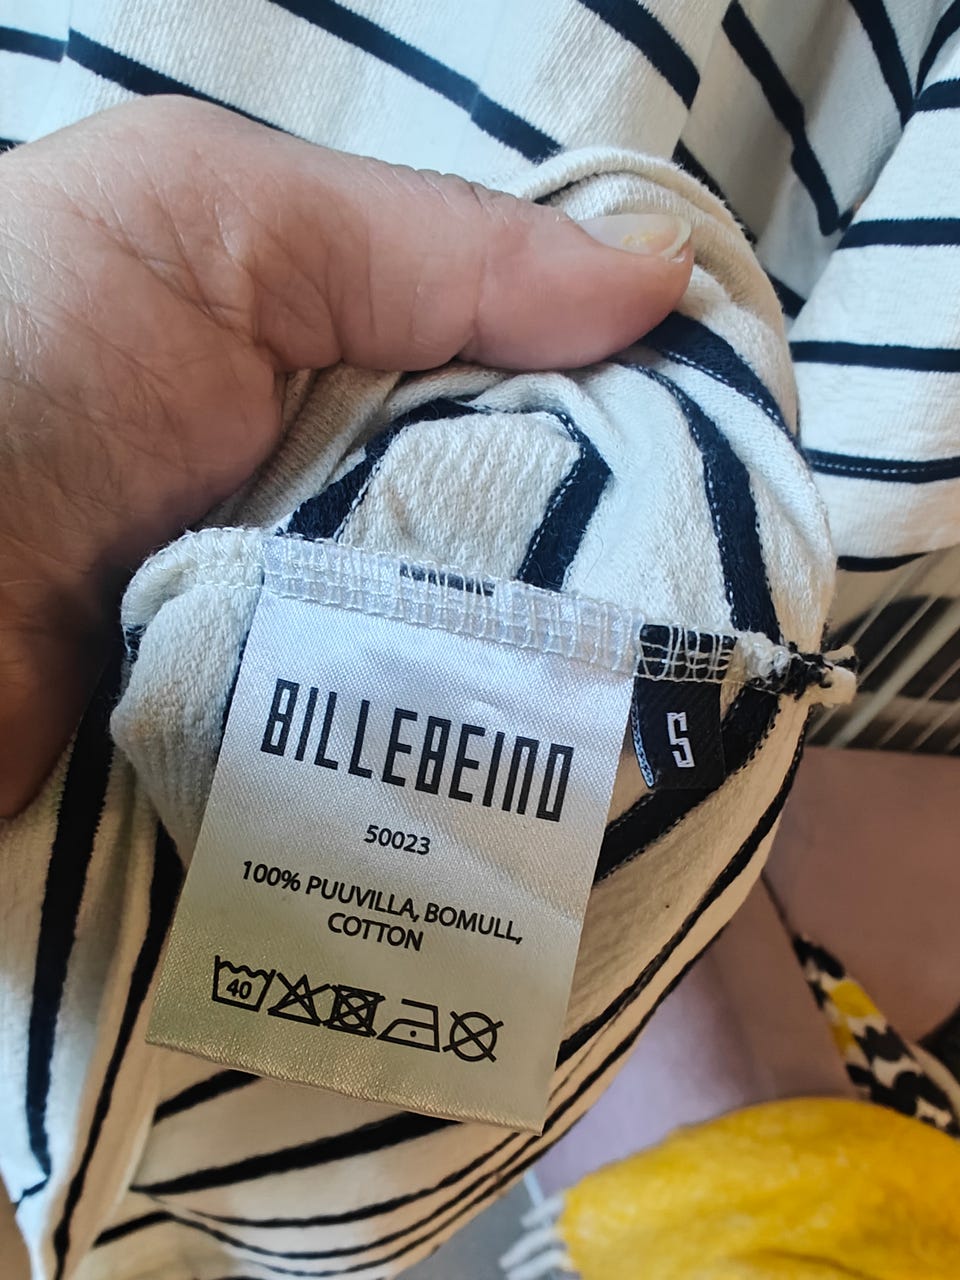 BILLEBEINO
S
50023
100% PUUVILLA, BOMULL,
COTTON
40